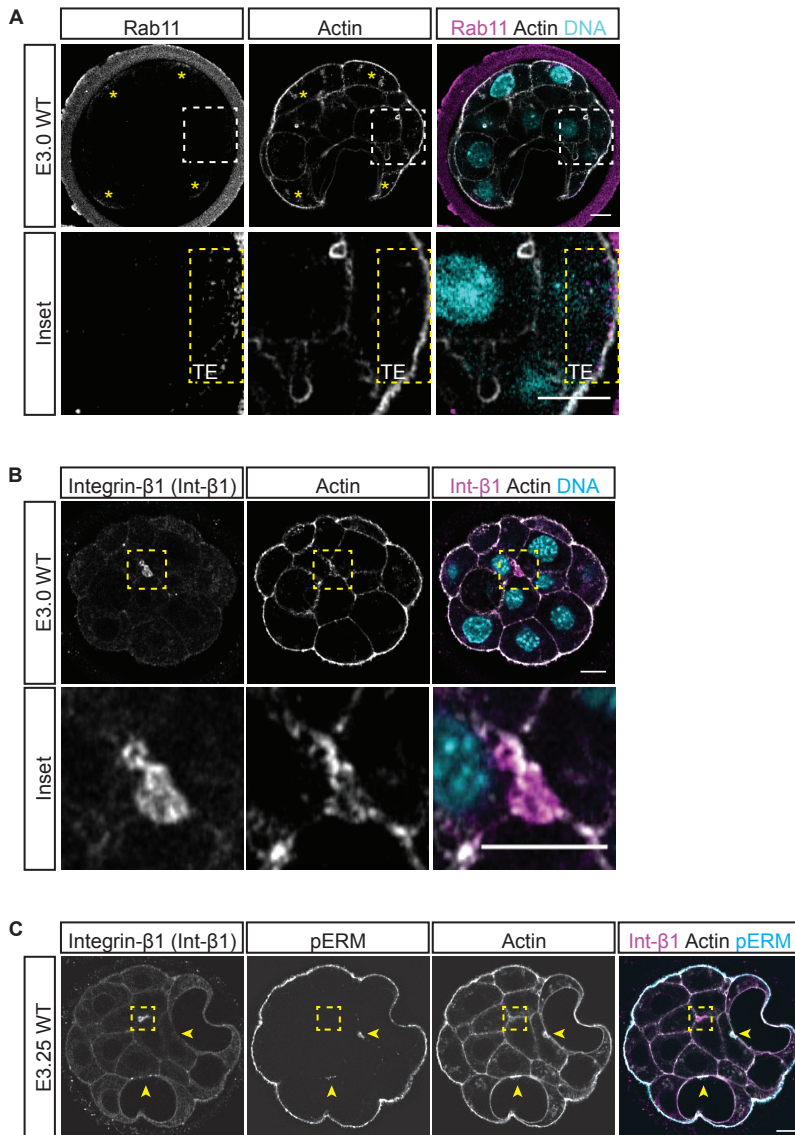 A
Rab11
Actin
Rab11 Actin DNA
E3.0 WT
* * * *
* * * *
Inset
TE
TE
TE
B
Integrin-β1 (Int-β1)
Actin
Int-β1 Actin DNA
E3.0 WT
Inset
C
Integrin-β1 (Int-β1)
pERM
Actin
Int-β1 Actin pERM
E3.25 WT